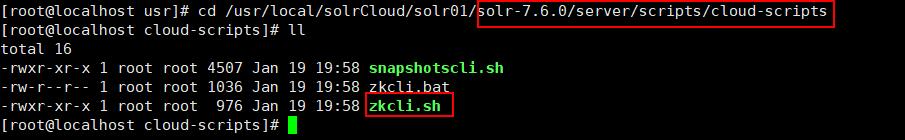 [root@localhost usr]# cd /usr/local/solrCloud/solr01/solr-7.6.0/server/scripts/cloud-scripts
[root@localhost cloud-scripts]# ll
total 16
-rwxr-xr-x 1 root root 4507 Jan 19 19:58 snapshotscli.sh
-rw-r--r-- 1 root root 1036 Jan 19 19:58 zkcli.bat
-rwxr-xr-x 1 root root  976 Jan 19 19:58 zkcli.sh
[root@localhost cloud-scripts]#